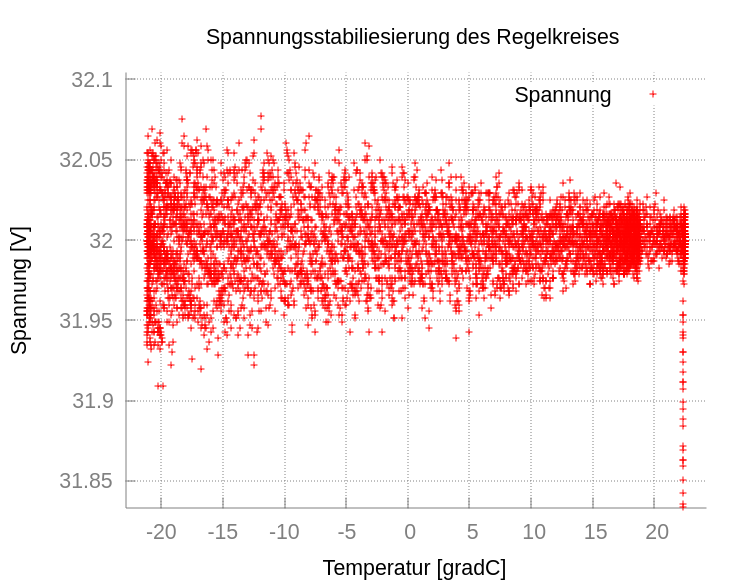 Spannungsstabiliesierung des Regelkreises
32.1
Spannung
32.05
32
31.95
31.9
31.85
Spannung [V]
-20 -15 -10 -5 0 5 10 15 20
Temperatur [gradC]